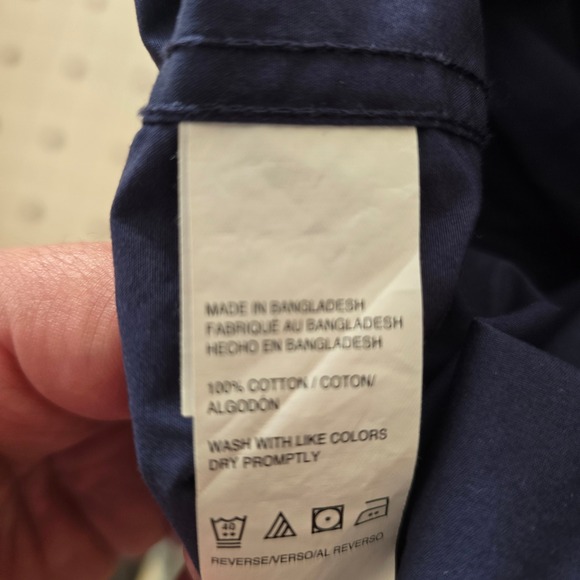 MADE IN BANGLADESH
FABRIQUÉ AU BANGLADESH
HECHO EN BANGLADESH
100% COTTON / COTON/
ALGODÓN
WASH WITH LIKE COLORS
DRY PROMPTLY
40
REVERSE/VERSO/AL REVERSO